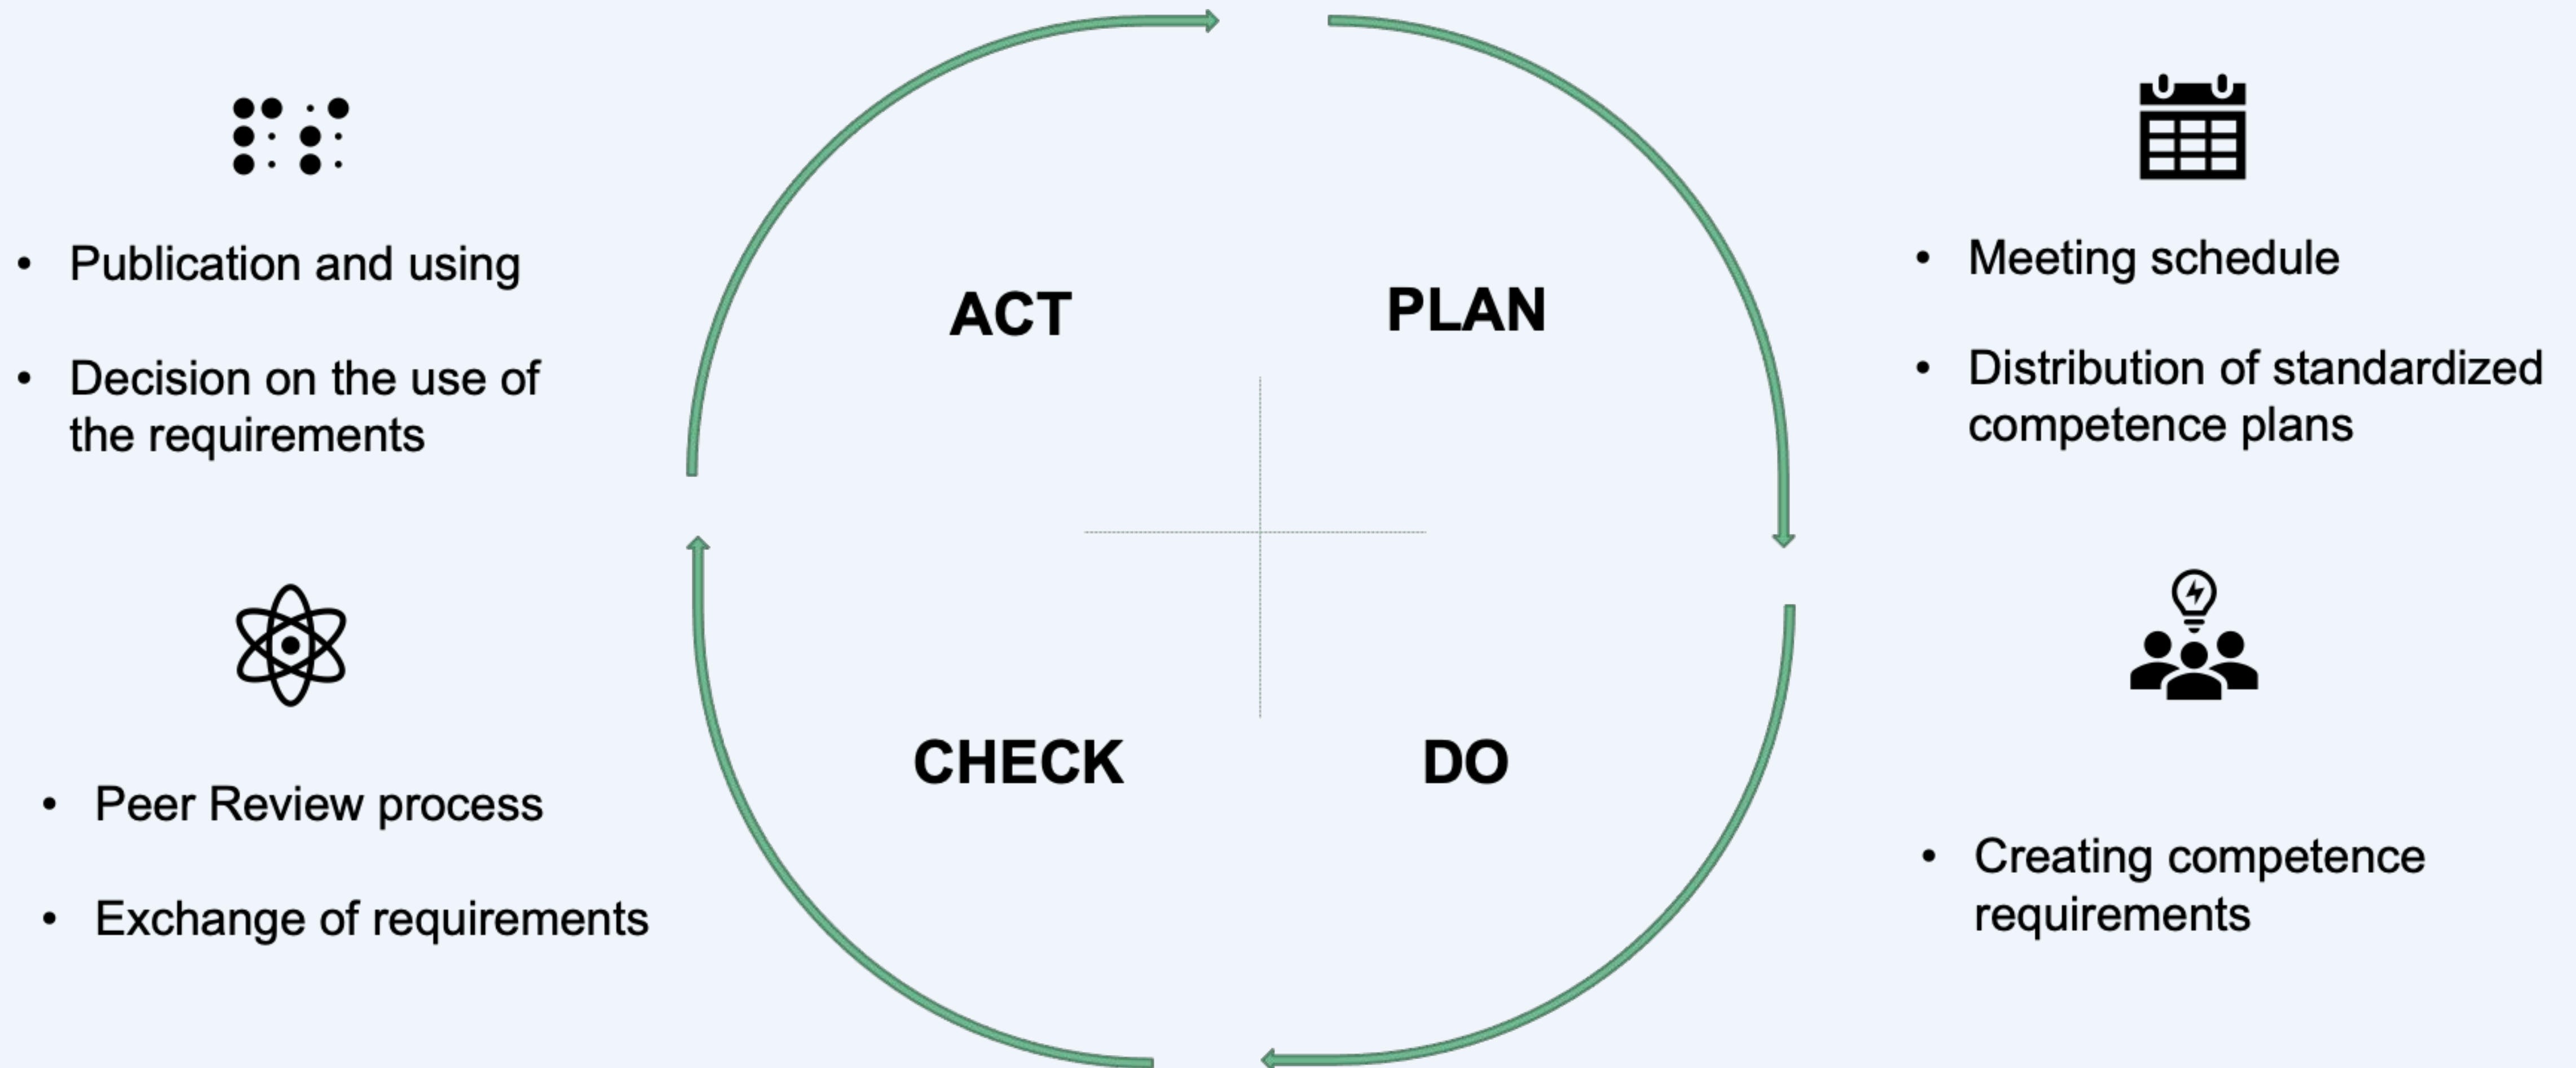 ACT
PLAN
CHECK
DO
• Publication and using
• Decision on the use of
the requirements
• Meeting schedule
• Distribution of standardized
competence plans
• Peer Review process
• Exchange of requirements
• Creating competence
requirements